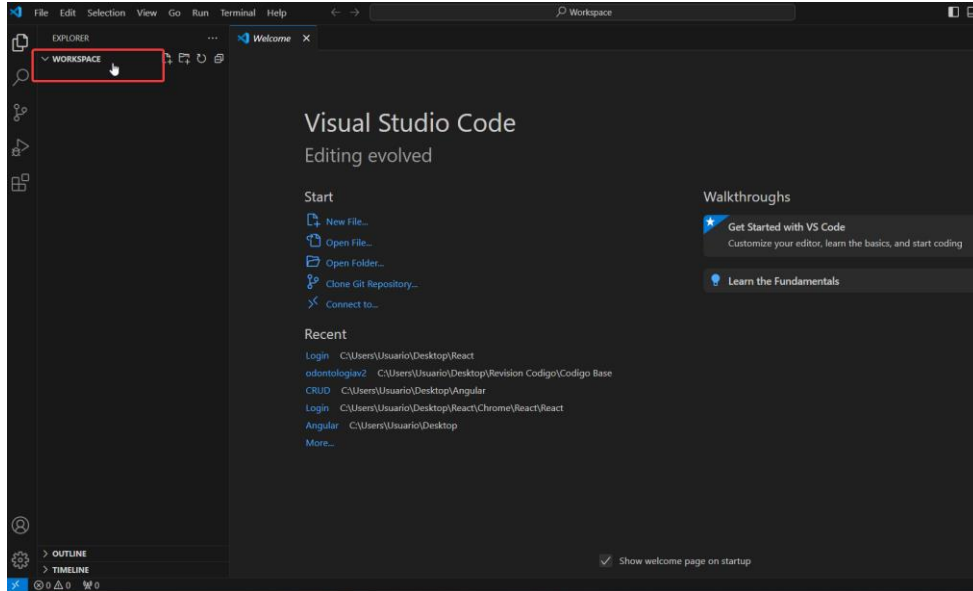 File Edit Selection View Go Run Terminal Help
Workspace
EXPLORER
Welcome
WORKSPACE
Visual Studio Code
Editing evolved
Start
New File...
Open File...
Open Folder...
Clone Git Repository...
Connect to...
Recent
Login C:\Users\Usuario\Desktop\React
odontologiav2 C:\Users\Usuario\Desktop\Revision Codigo\Codigo Base
CRUD C:\Users\Usuario\Desktop\Angular
Login C:\Users\Usuario\Desktop\React\Chrome\React\React
Angular C:\Users\Usuario\Desktop
More...
Walkthroughs
Get Started with VS Code
Customize your editor, learn the basics, and start coding
Learn the Fundamentals
OUTLINE
TIMELINE
Show welcome page on startup
0 0 0